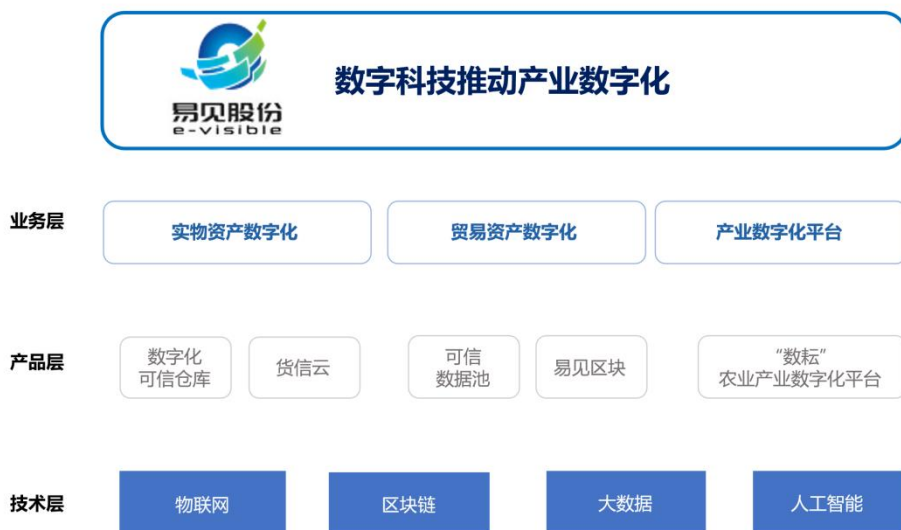 数字科技推动产业数字化
易见股份
e-visible
业务层
实物资产数字化
贸易资产数字化
产业数字化平台
产品层
数字化
可信仓库
货信云
可信
数据池
易见区块
“数耘”
农业产业数字化平台
技术层
物联网
区块链
大数据
人工智能